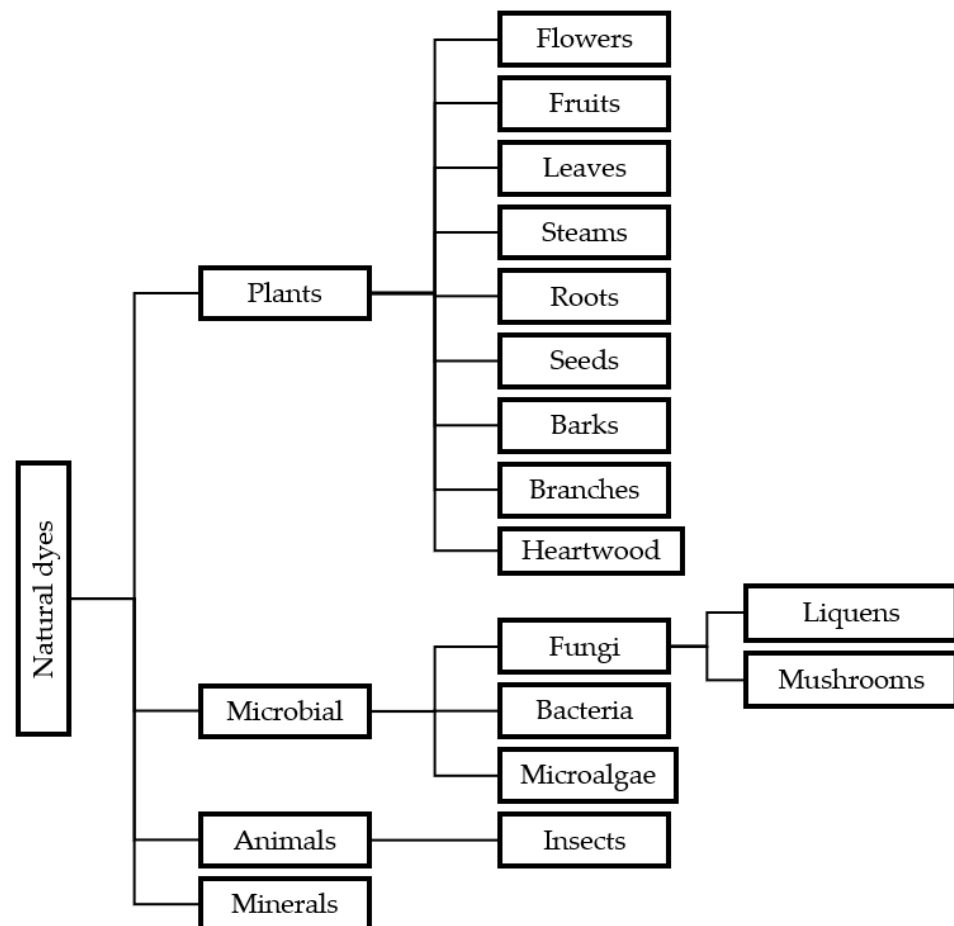 Natural dyes
Plants
Flowers
Fruits
Leaves
Steams
Roots
Seeds
Barks
Branches
Heartwood
Microbial
Fungi
Liquens
Mushrooms
Bacteria
Microalgae
Animals
Insects
Minerals